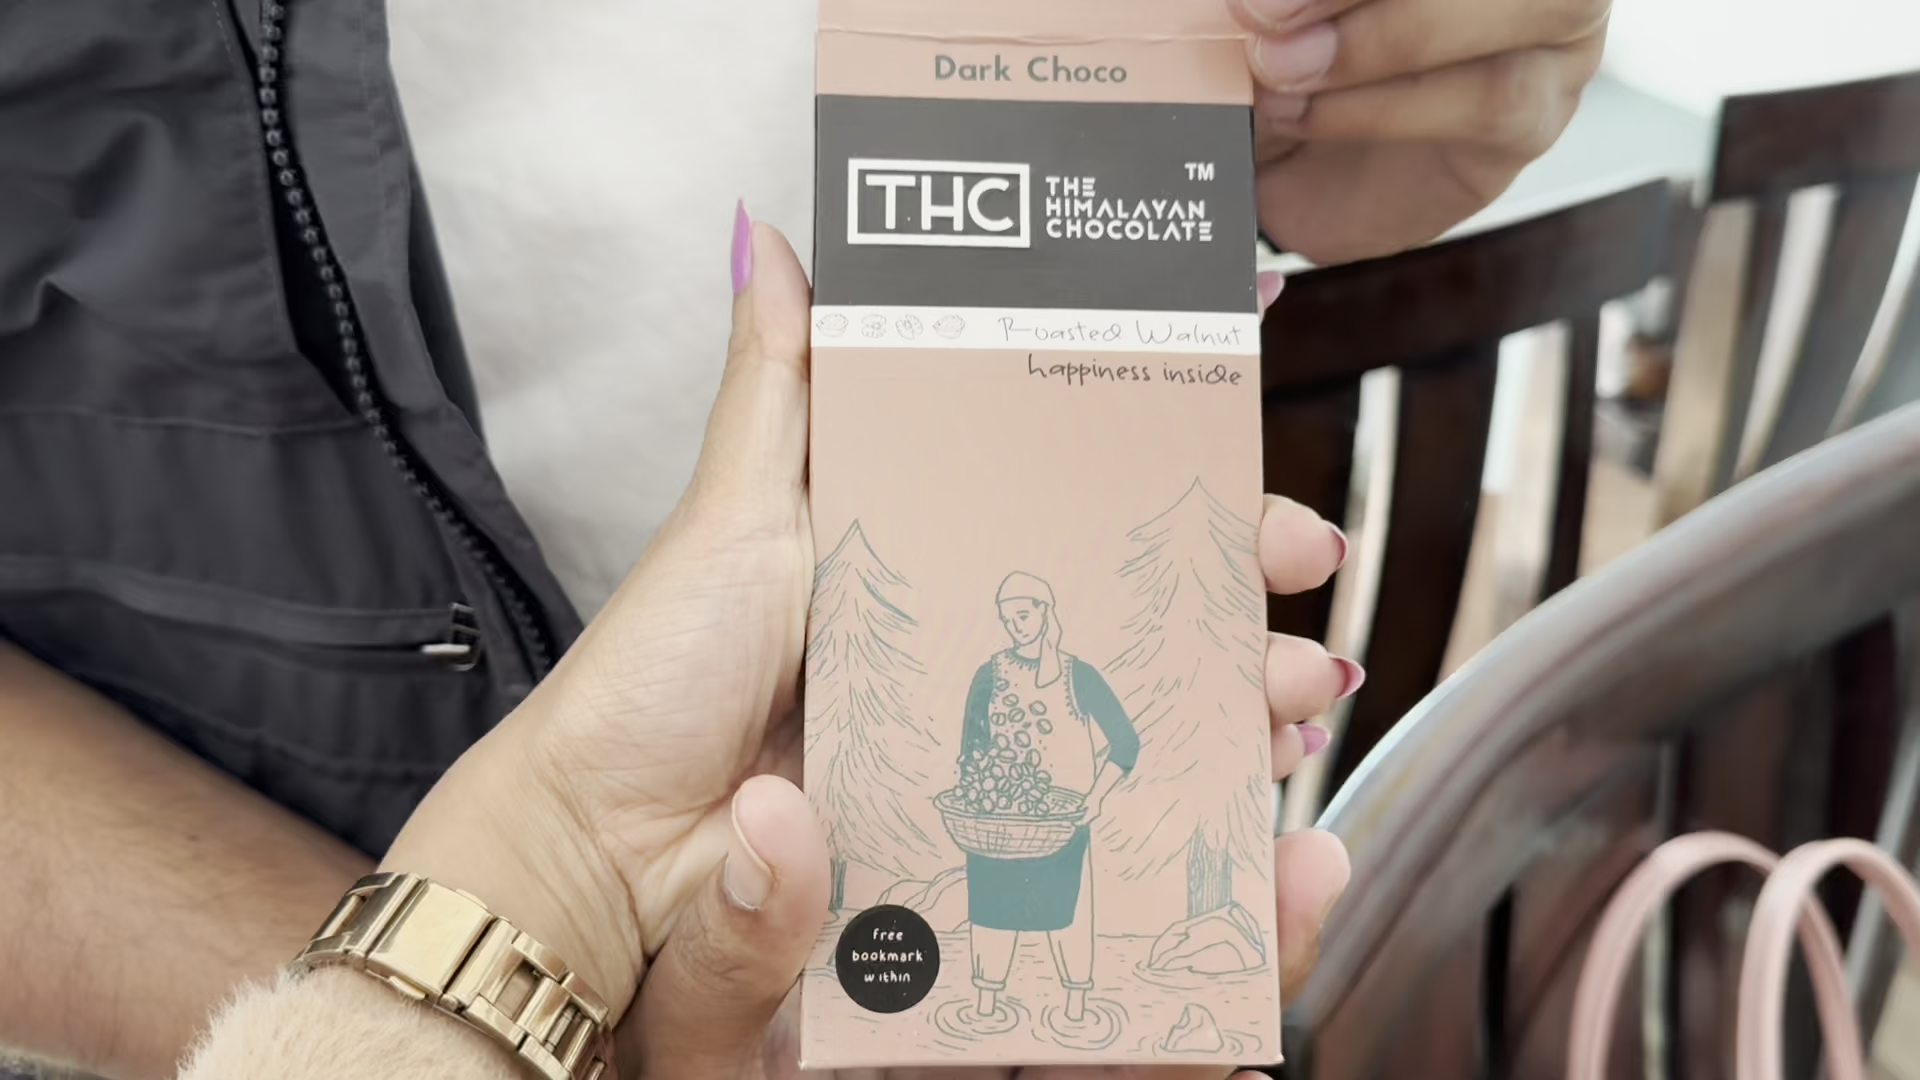 Dark Choco
THC
THE
HIMALAYAN
CHOCOLATE
TM
Roasted Walnut
happiness inside
free
bookmark
within